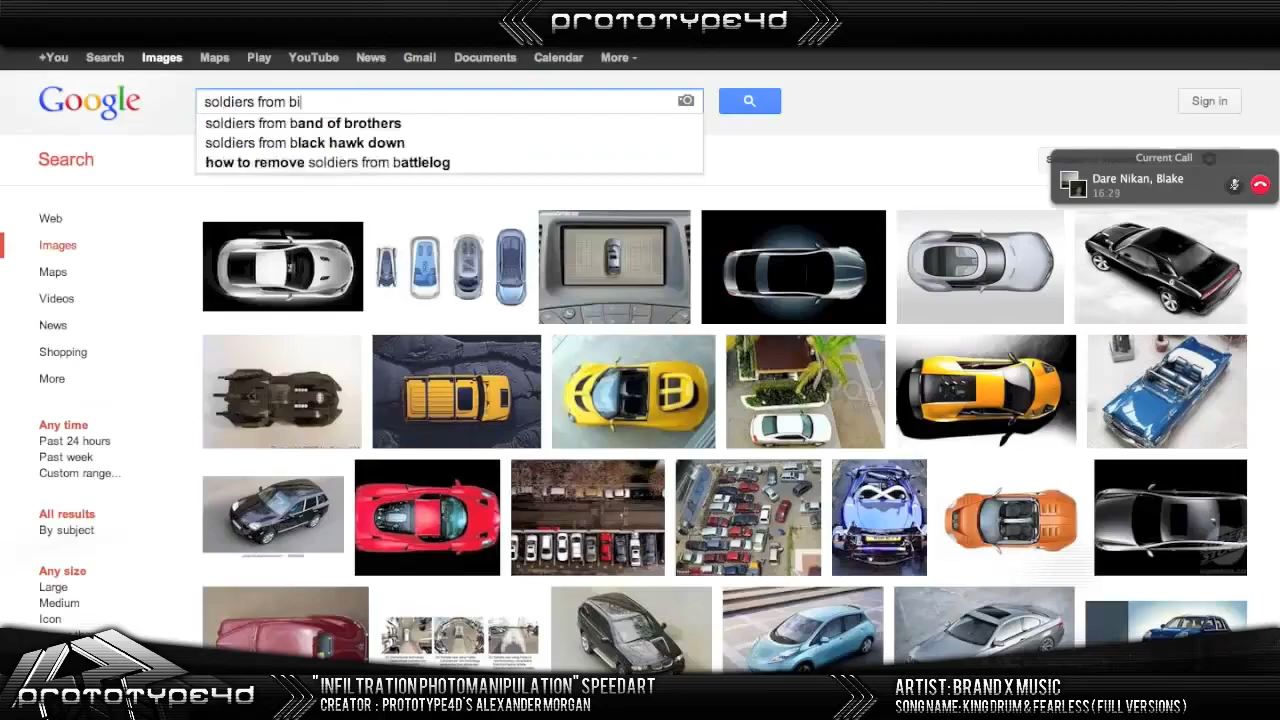 PROTOTYPE4D
+You Search Images Maps Play YouTube News Gmail Documents Calendar More
Google
soldiers from bi
Sign in
soldiers from band of brothers
soldiers from black hawk down
how to remove soldiers from battlelog
Search
Current Call
Dare Nikan, Blake
16:29
Web
Images
Maps
Videos
News
Shopping
More
Any time
Past 24 hours
Past week
Custom range...
All results
By subject
Any size
Large
Medium
Icon
PROTOTYPE4D
"INFILTRATION PHOTOMANIPULATION" SPEEDART
CREATOR : PROTOTYPE4D`S ALEXANDER MORGAN
ARTIST: BRAND X MUSIC
SONG NAME: KING DRUM & FEARLESS ( FULL VERSIONS )